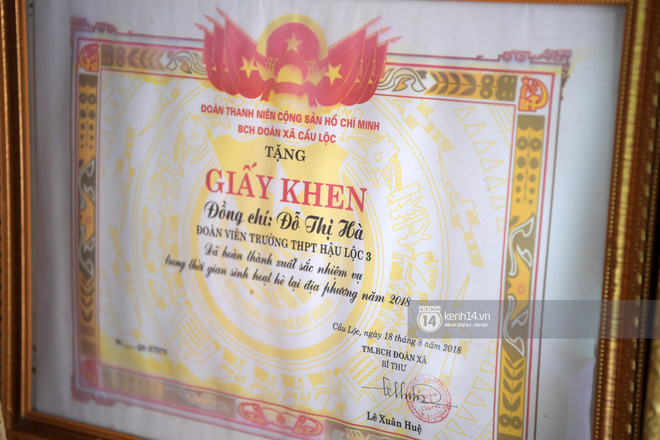 ĐOÀN THANH NIÊN CỘNG SẢN HỒ CHÍ MINH
BCH ĐOÀN XÃ CẦU LỘC
TẶNG
GIẤY KHEN
Đồng chí: Đỗ Thị Hà
ĐOÀN VIÊN TRƯỜNG THPT HẬU LỘC 3
Đã hoàn thành xuất sắc nhiệm vụ
trong thời gian sinh hoạt hè tại địa phương năm 2018
Cầu Lộc, ngày 18 tháng 8 năm 2018
TM.BCH ĐOÀN XÃ
BÍ THƯ
Lê Xuân Huệ
KENH
14
kenh14.vn